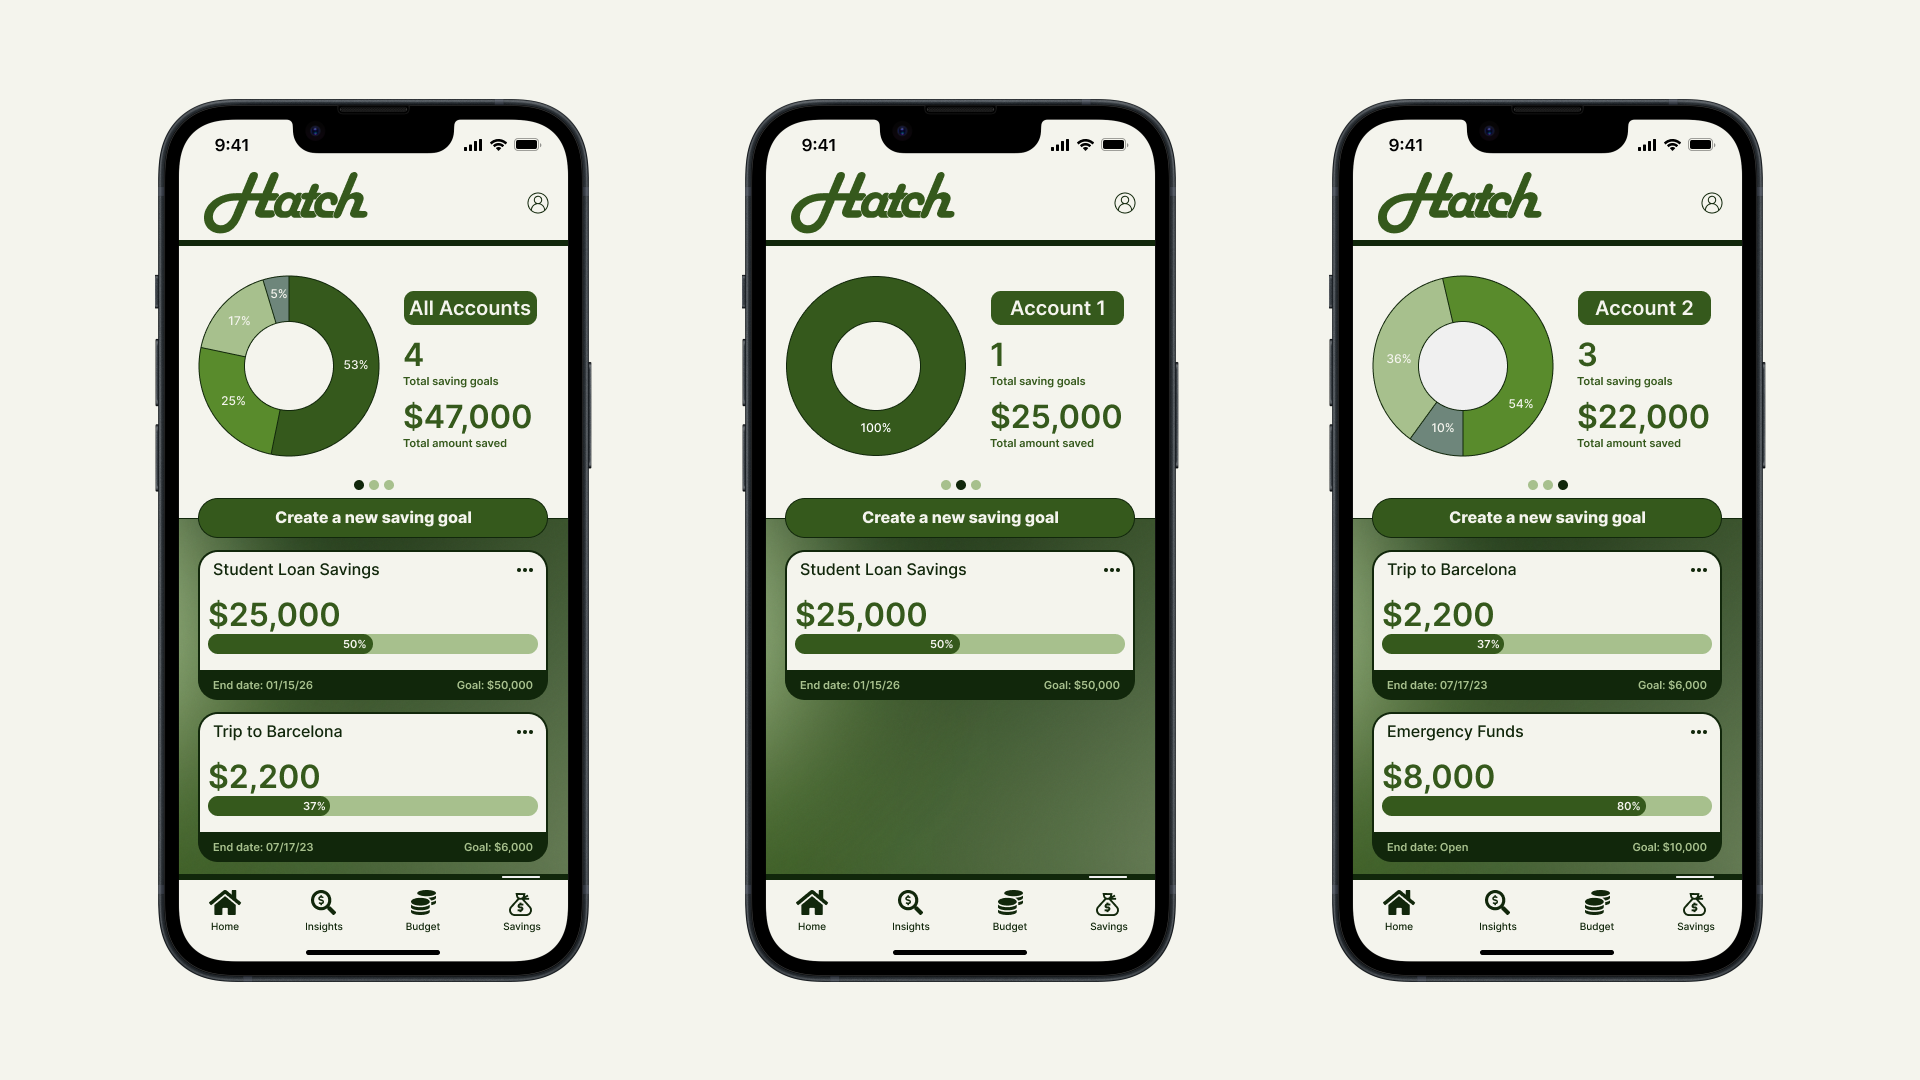 9:41
Hatch
5%
17%
53%
25%
All Accounts
4
Total saving goals
$47,000
Total amount saved
Create a new saving goal
Student Loan Savings
$25,000
50%
End date: 01/15/26
Goal: $50,000
Trip to Barcelona
$2,200
37%
End date: 07/17/23
Goal: $6,000
Home
Insights
Budget
Savings
9:41
Hatch
100%
Account 1
1
Total saving goals
$25,000
Total amount saved
Create a new saving goal
Student Loan Savings
$25,000
50%
End date: 01/15/26
Goal: $50,000
Home
Insights
Budget
Savings
9:41
Hatch
36%
54%
10%
Account 2
3
Total saving goals
$22,000
Total amount saved
Create a new saving goal
Trip to Barcelona
$2,200
37%
End date: 07/17/23
Goal: $6,000
Emergency Funds
$8,000
80%
End date: Open
Goal: $10,000
Home
Insights
Budget
Savings